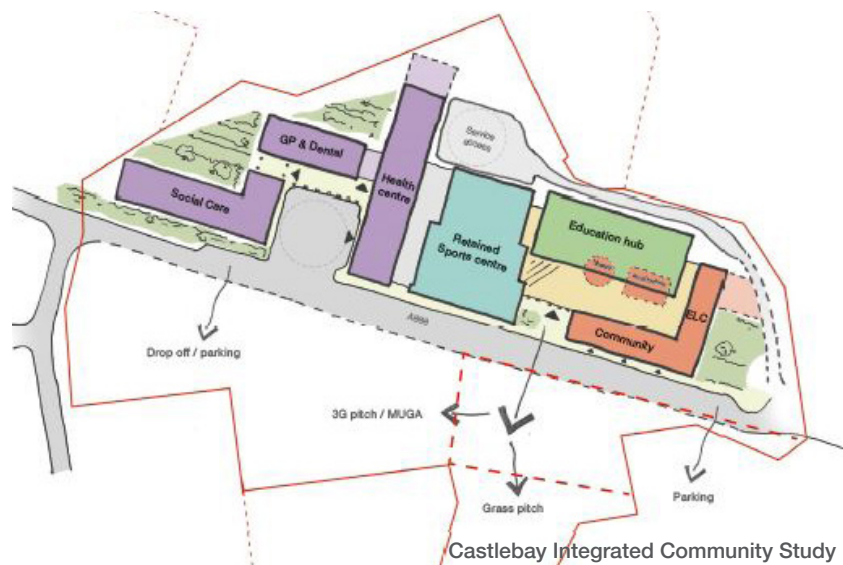 Service
access
GP & Dental
Health
centre
Social Care
Education hub
Retained
Sports centre
ELC
Community
Drop off / parking
3G pitch / MUGA
Parking
Grass pitch
Castlebay Integrated Community Study